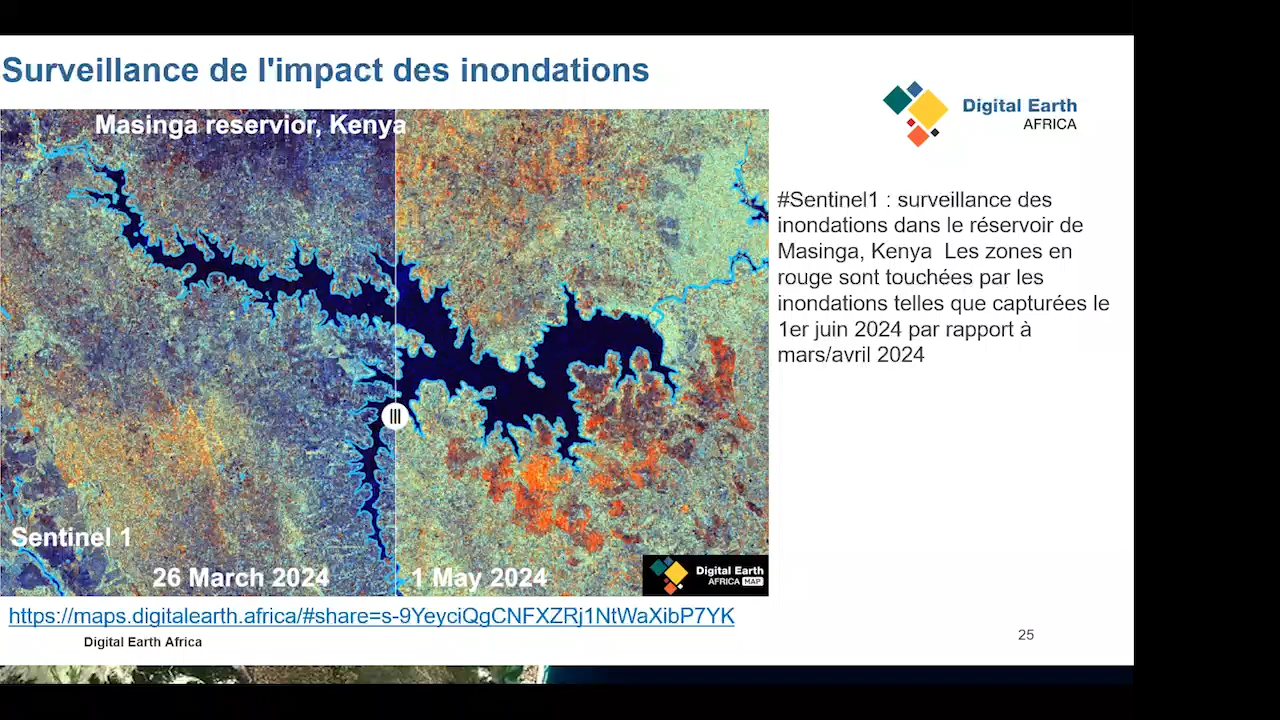 Surveillance de l'impact des inondations
Masinga reservior, Kenya
Digital Earth
AFRICA
#Sentinel1 : surveillance des
inondations dans le réservoir de
Masinga, Kenya Les zones en
rouge sont touchées par les
inondations telles que capturées le
1er juin 2024 par rapport à
mars/avril 2024
Sentinel 1
26 March 2024
1 May 2024
Digital Earth
AFRICA MAP
https://maps.digitalearth.africa/#share=s-9YeyciQgCNFXZRj1NtWaXibP7YK
Digital Earth Africa
25